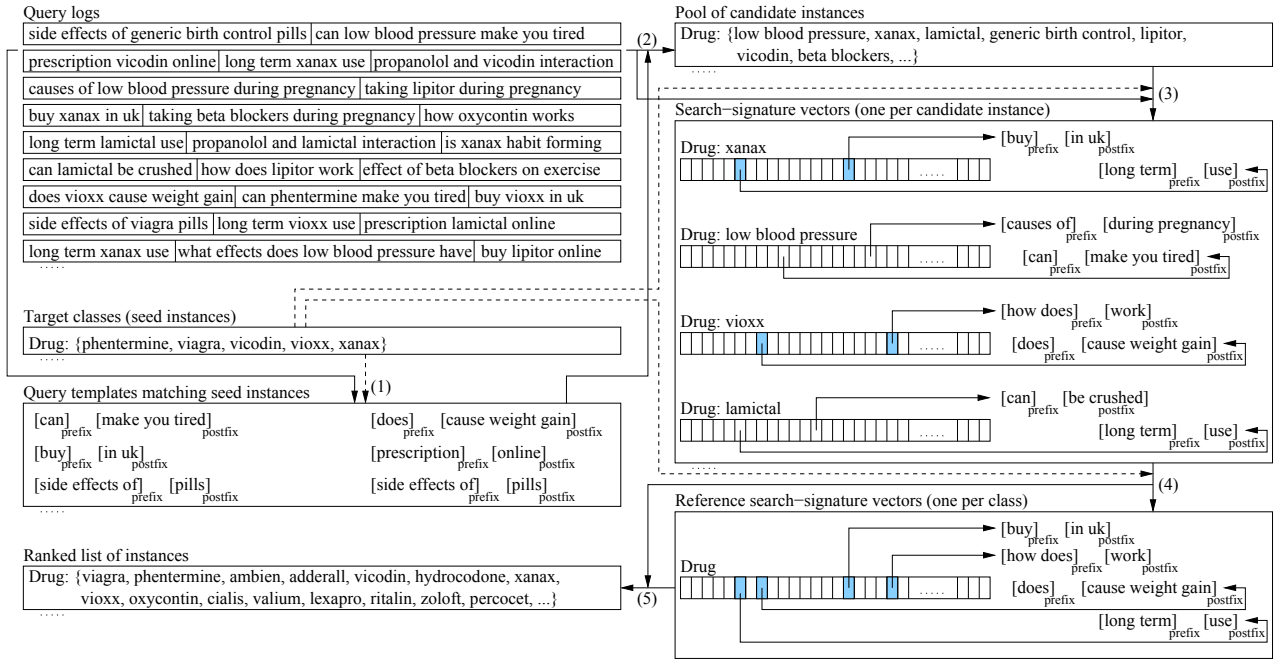 Query logs
side effects of generic birth control pills can low blood pressure make you tired
prescription vicodin online long term xanax use propanolol and vicodin interaction
causes of low blood pressure during pregnancy taking lipitor during pregnancy
buy xanax in uk taking beta blockers during pregnancy how oxycontin works
long term lamictal use propanolol and lamictal interaction is xanax habit forming
can lamictal be crushed how does lipitor work effect of beta blockers on exercise
does vioxx cause weight gain can phentermine make you tired buy vioxx in uk
side effects of viagra pills long term vioxx use prescription lamictal online
long term xanax use what effects does low blood pressure have buy lipitor online
.....
Target classes (seed instances)
Drug: {phentermine, viagra, vicodin, vioxx, xanax}
.....
(1)
Query templates matching seed instances
[can]prefix [make you tired]postfix [does]prefix [cause weight gain]postfix
[buy]prefix [in uk]postfix [prescription]prefix [online]postfix
[side effects of]prefix [pills]postfix [side effects of]prefix [pills]postfix
.....
Ranked list of instances
Drug: {viagra, phentermine, ambien, adderall, vicodin, hydrocodone, xanax,
vioxx, oxycontin, cialis, valium, lexapro, ritalin, zoloft, percocet, ...}
.....
(2)
Pool of candidate instances
Drug: {low blood pressure, xanax, lamictal, generic birth control, lipitor,
vicodin, beta blockers, ...}
.....
(3)
Search−signature vectors (one per candidate instance)
Drug: xanax
.....
[buy]prefix [in uk]postfix
[long term]prefix [use]postfix
Drug: low blood pressure
.....
[causes of]prefix [during pregnancy]postfix
[can]prefix [make you tired]postfix
Drug: vioxx
.....
[how does]prefix [work]postfix
[does]prefix [cause weight gain]postfix
Drug: lamictal
.....
[can]prefix [be crushed]postfix
[long term]prefix [use]postfix
.....
(4)
Reference search−signature vectors (one per class)
Drug
.....
[buy]prefix [in uk]postfix
[how does]prefix [work]postfix
[does]prefix [cause weight gain]postfix
[long term]prefix [use]postfix
(5)